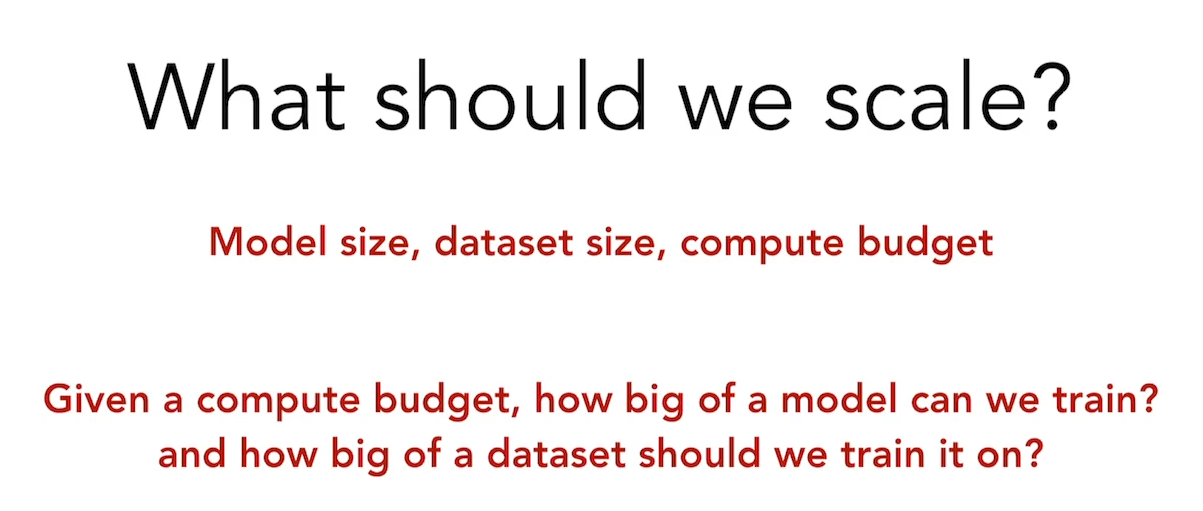 What should we scale?
Model size, dataset size, compute budget
Given a compute budget, how big of a model can we train?
and how big of a dataset should we train it on?